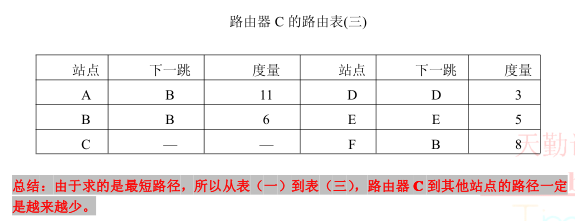 路由器 C 的路由表(三)
站点 下一跳 度量 站点 下一跳 度量
A B 11 D D 3
B B 6 E E 5
C — — F B 8
天勤
总结：由于求的是最短路径，所以从表（一）到表（三），路由器 C 到其他站点的路径一定
是越来越少。